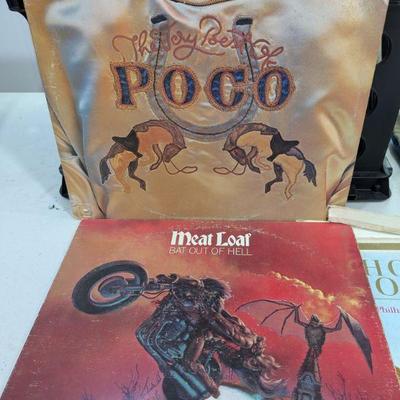 The Very Best Of
POCO
Meat Loaf
BAT OUT OF HELL